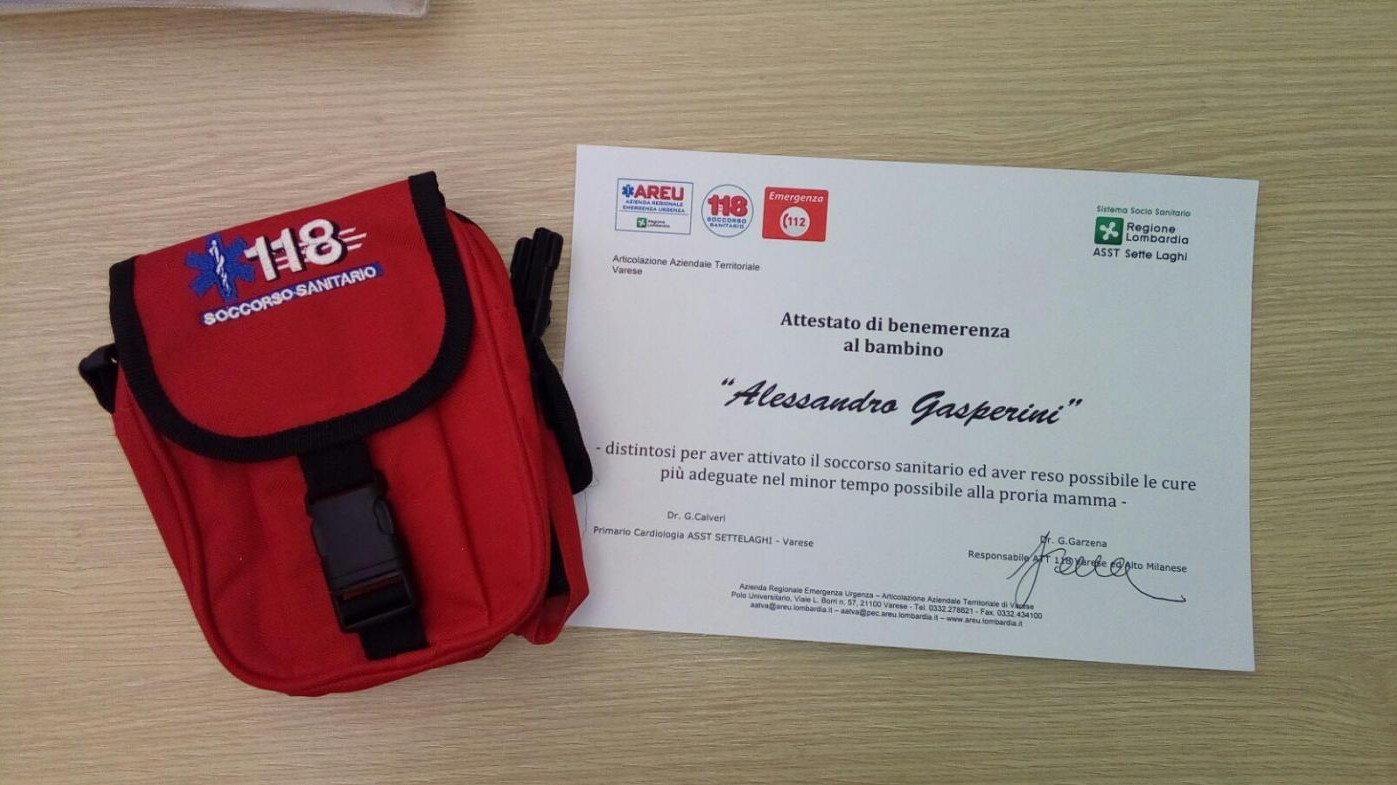 118
SOCCORSO SANITARIO
AREU
AZIENDA REGIONALE
EMERGENZA URGENZA
Regione
Lombardia
118
SOCCORSO
SANITARIO
Emergenza
112
Sistema Socio Sanitario
Regione
Lombardia
ASST Sette Laghi
Articolazione Aziendale Territoriale
Varese
Attestato di benemerenza
al bambino
"Alessandro Gasperini"
- distintosi per aver attivato il soccorso sanitario ed aver reso possibile le cure
più adeguate nel minor tempo possibile alla proria mamma -
Dr. G.Calveri
Primario Cardiologia ASST SETTELAGHI - Varese
Dr. G.Garzena
Responsabile ATT 118 Varese ed Alto Milanese
Azienda Regionale Emergenza Urgenza – Articolazione Aziendale Territoriale di Varese
Polo Universitario, Viale L. Borri n. 57, 21100 Varese - Tel. 0332.278621 - Fax. 0332.434100
aatva@areu.lombardia.it – aatva@pec.areu.lombardia.it – www.areu.lombardia.it